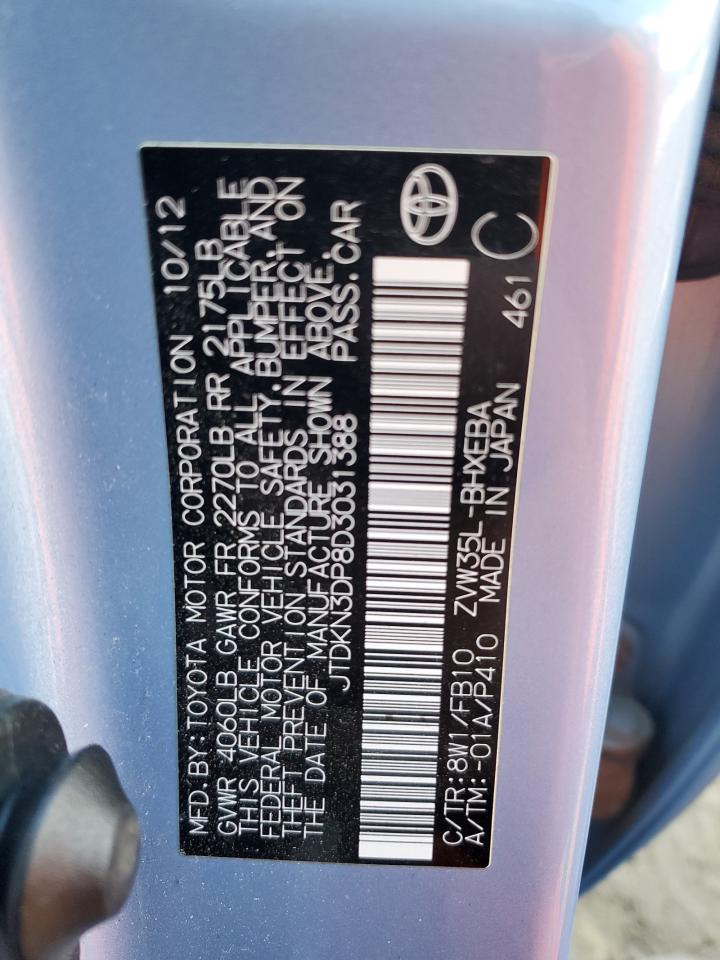 MFD. BY: TOYOTA MOTOR CORPORATION 10/12
GVWR 4060LB GAWR FR 2270LB RR 2175LB
THIS VEHICLE CONFORMS TO ALL APPLICABLE
FEDERAL MOTOR VEHICLE SAFETY, BUMPER, AND
THEFT PREVENTION STANDARDS IN EFFECT ON
THE DATE OF MANUFACTURE SHOWN ABOVE.
JTDKN3DP8D3031388 PASS. CAR
C/TR: 8W1/FB10 ZVW35L-BHXEBA
A/TM: -01A/P410 MADE IN JAPAN 461 C